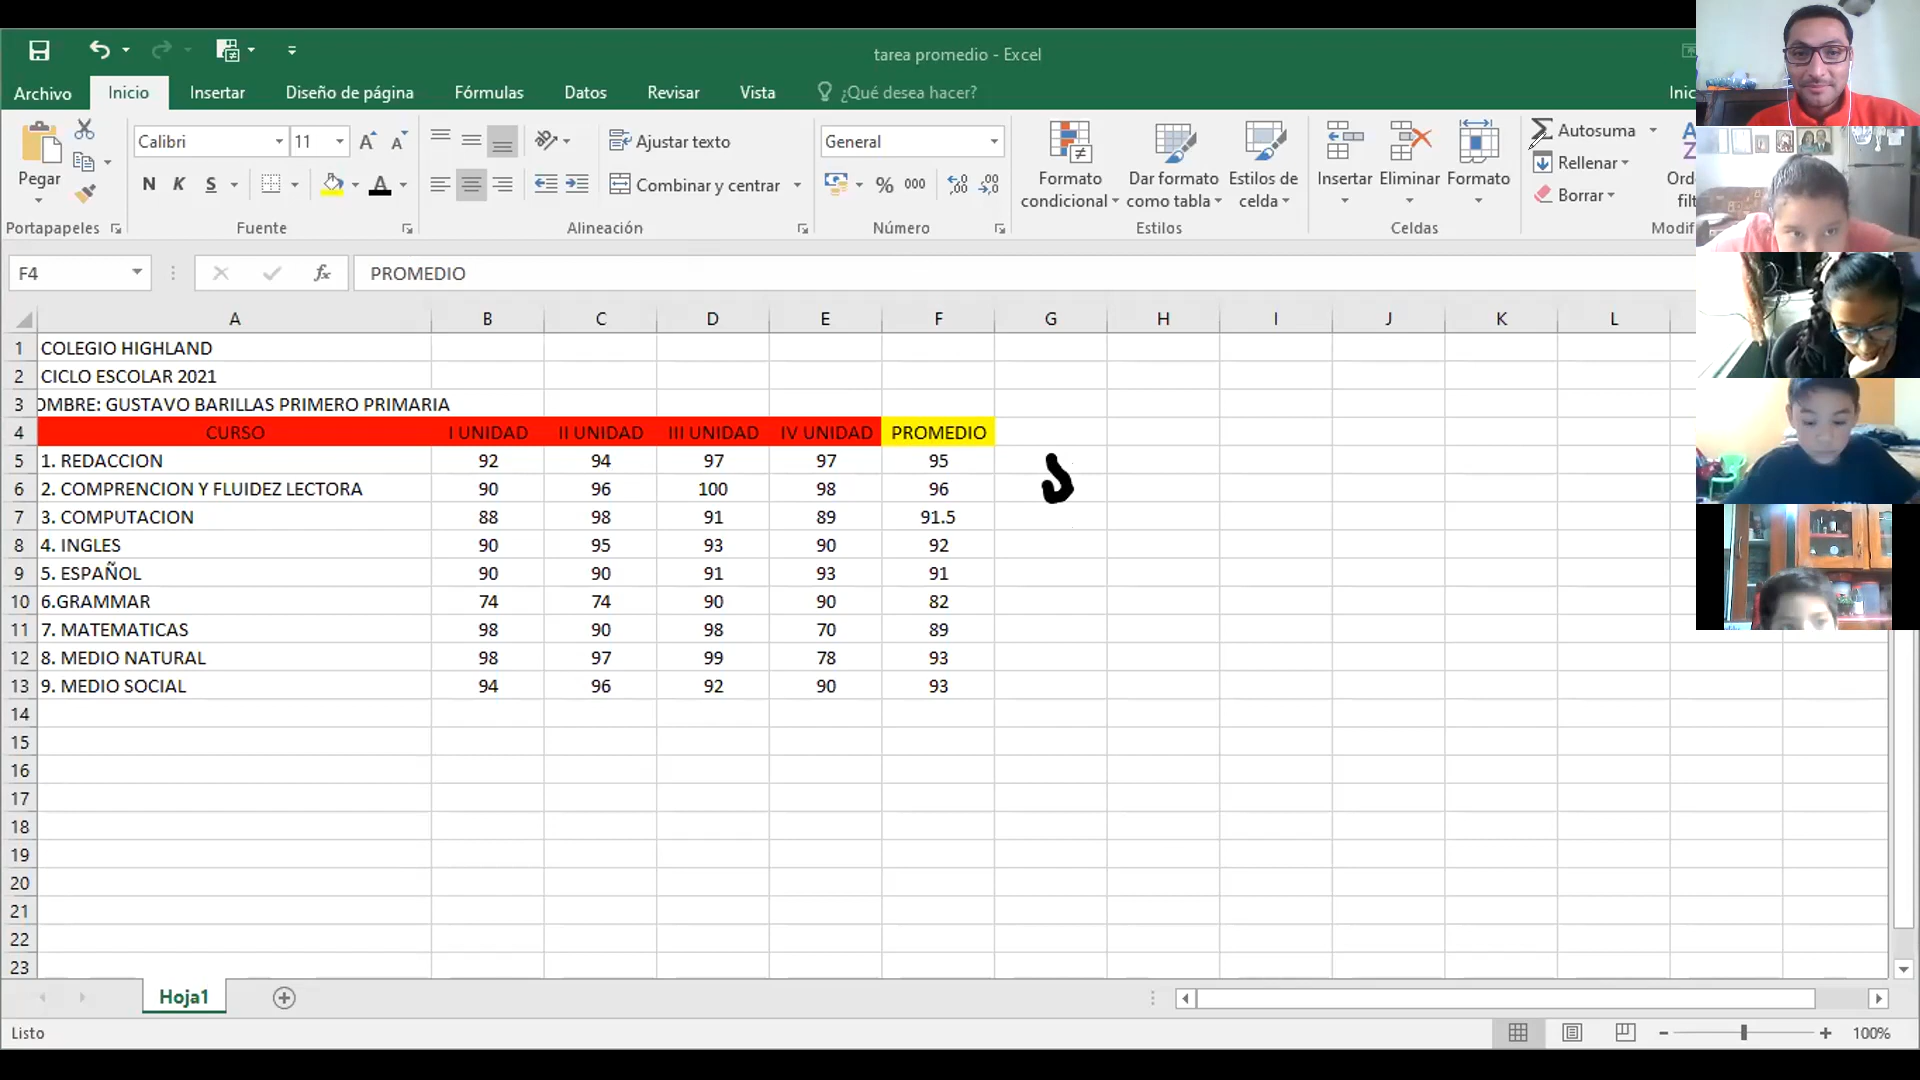 tarea promedio - Excel
Archivo Inicio Insertar Diseño de página Fórmulas Datos Revisar Vista ¿Qué desea hacer?
Calibri 11 Ajustar texto General Autosuma
Pegar N K S Combinar y centrar % 000 Formato condicional Dar formato como tabla Estilos de celda Insertar Eliminar Formato Rellenar
Borrar
Portapapeles Fuente Alineación Número Estilos Celdas
F4 fx PROMEDIO
A B C D E F G H I J K L
1 COLEGIO HIGHLAND
2 CICLO ESCOLAR 2021
3 OMBRE: GUSTAVO BARILLAS PRIMERO PRIMARIA
4 CURSO I UNIDAD II UNIDAD III UNIDAD IV UNIDAD PROMEDIO
5 1. REDACCION 92 94 97 97 95
6 2. COMPRENCION Y FLUIDEZ LECTORA 90 96 100 98 96
7 3. COMPUTACION 88 98 91 89 91.5
8 4. INGLES 90 95 93 90 92
9 5. ESPAÑOL 90 90 91 93 91
10 6.GRAMMAR 74 74 90 90 82
11 7. MATEMATICAS 98 90 98 70 89
12 8. MEDIO NATURAL 98 97 99 78 93
13 9. MEDIO SOCIAL 94 96 92 90 93
14
15
16
17
18
19
20
21
22
23
Hoja1
Listo 100%